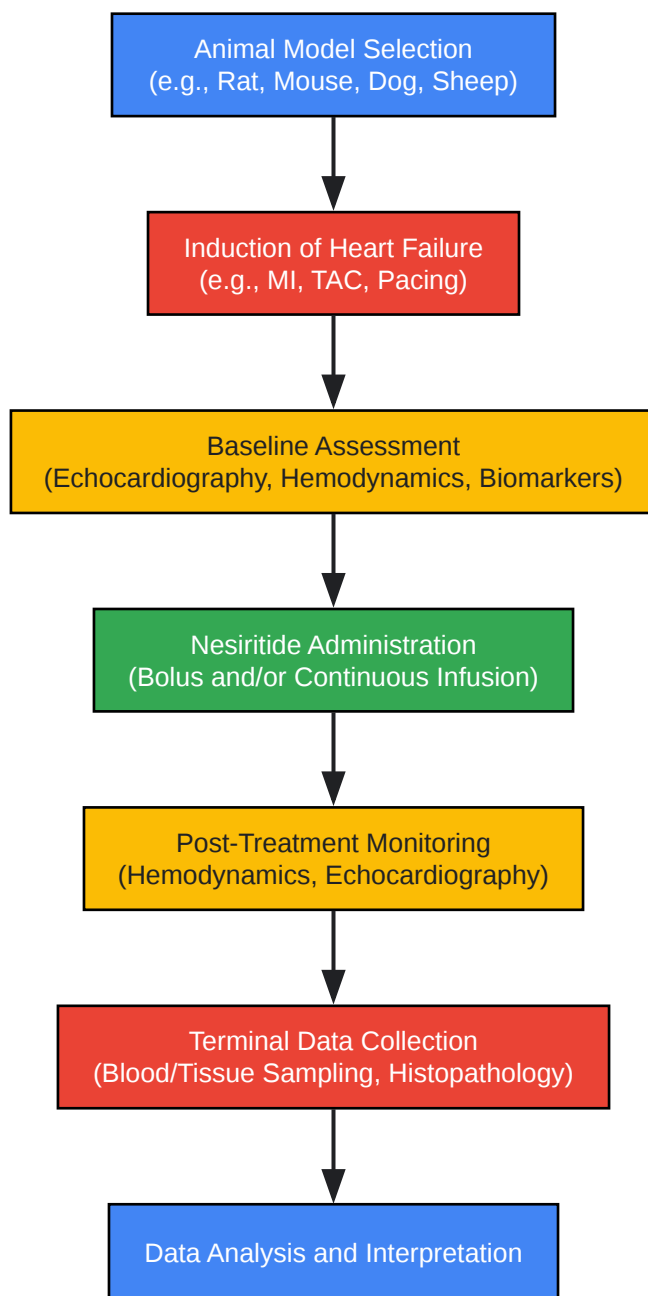 Animal Model Selection
(e.g., Rat, Mouse, Dog, Sheep)
Induction of Heart Failure
(e.g., MI, TAC, Pacing)
Baseline Assessment
(Echocardiography, Hemodynamics, Biomarkers)
Nesiritide Administration
(Bolus and/or Continuous Infusion)
Post-Treatment Monitoring
(Hemodynamics, Echocardiography)
Terminal Data Collection
(Blood/Tissue Sampling, Histopathology)
Data Analysis and Interpretation